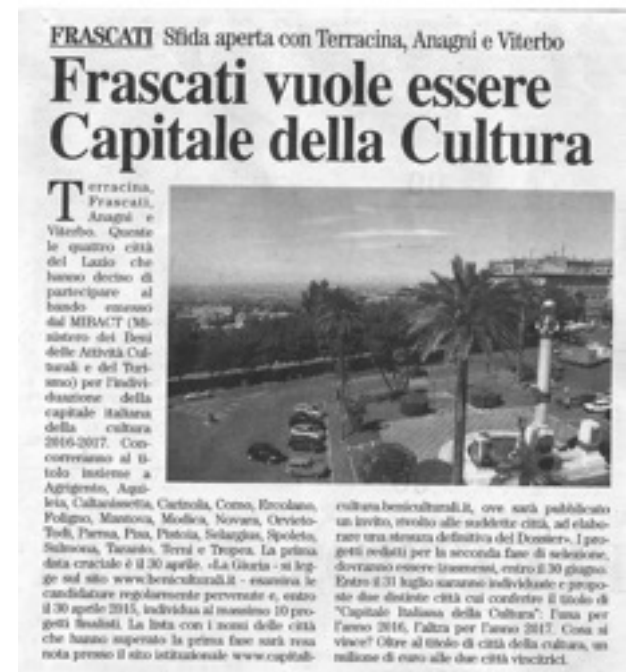 FRASCATI Sfida aperta con Terracina, Anagni e Viterbo
Frascati vuole essere
Capitale della Cultura
Terracina,
Frascati,
Anagni e
Viterbo. Queste
le quattro città
del Lazio che
hanno deciso di
partecipare al
bando emesso
dal MIBACT (Mi-
nistero dei Beni
delle Attività Cul-
turali e del Turi-
smo) per l'indivi-
duazione della
capitale italiana
della cultura
2016-2017. Con-
correranno al ti-
tolo insieme a
Agrigento, Aqui-
leia, Caltanissetta, Carinola, Como, Ercolano,
Foligno, Mantova, Modica, Novara, Orvieto-
Todi, Parma, Pisa, Pistoia, Selargius, Spoleto,
Sulmona, Taranto, Terni e Tropea. La prima
data cruciale è il 30 aprile. «La Giuria - si leg-
ge sul sito www.beniculturali.it - esamina le
candidature regolarmente pervenute e, entro
il 30 aprile 2015, individua al massimo 10 pro-
getti finalisti. La lista con i nomi delle città
che hanno superato la prima fase sarà resa
nota presso il sito istituzionale www.capitali-
cultura.beniculturali.it, ove sarà pubblicato
un invito, rivolto alle suddette città, ad elabo-
rare una stesura definitiva del Dossier». I pro-
getti redatti per la seconda fase di selezione,
dovranno essere trasmessi, entro il 30 giugno.
Entro il 31 luglio saranno individuate e propo-
ste due distinte città cui conferire il titolo di
"Capitale Italiana della Cultura": l'una per
l'anno 2016, l'altra per l'anno 2017. Cosa si
vince? Oltre al titolo di città della cultura, un
milione di euro alle due città vincitrici.